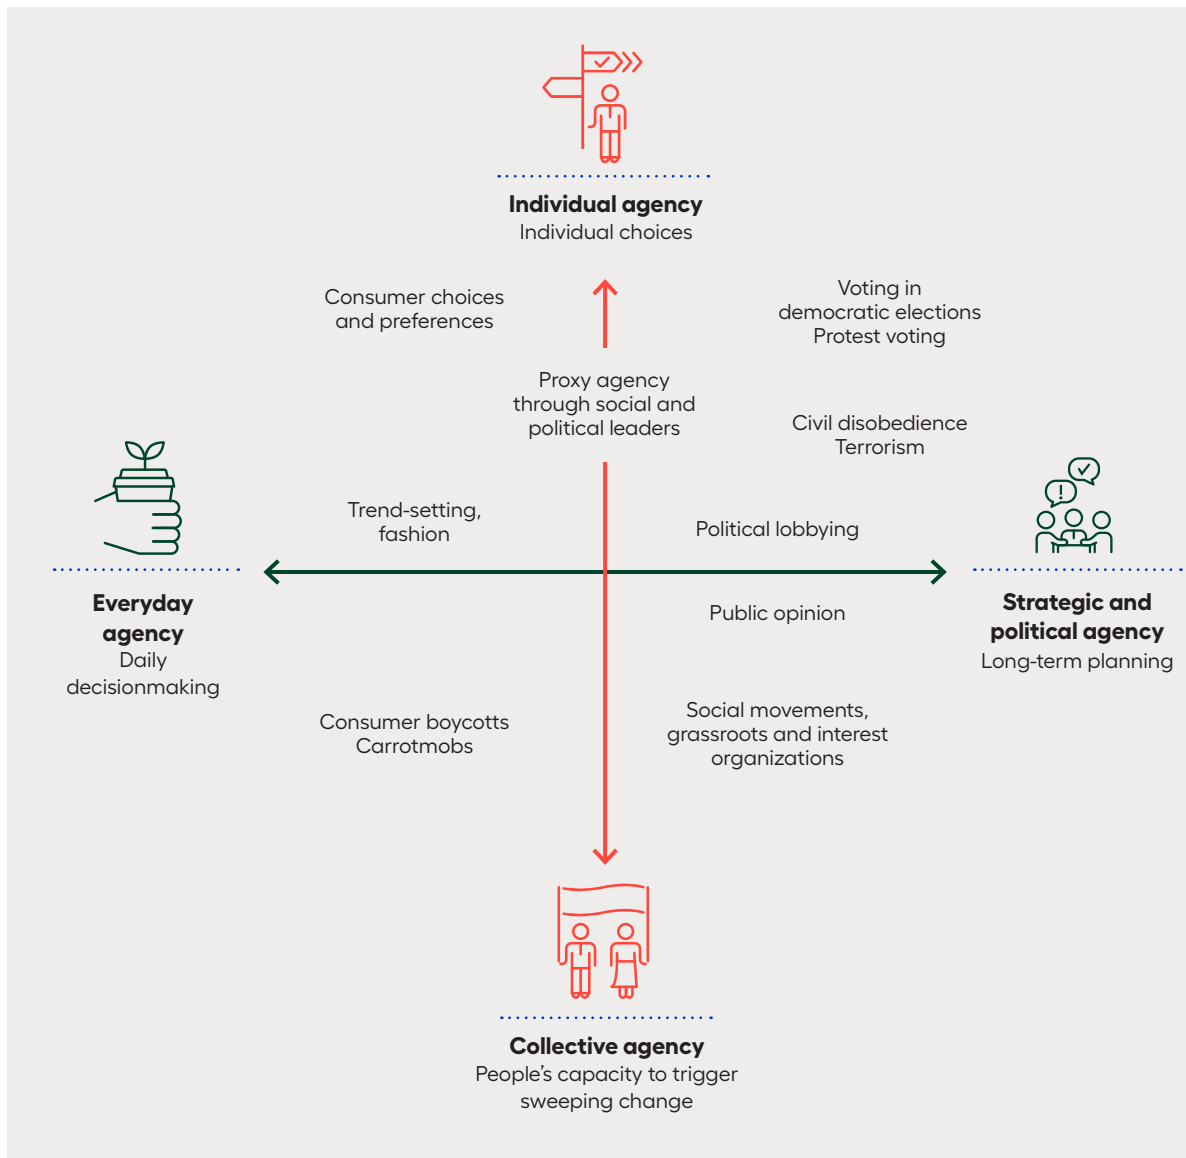 Individual agency
Individual choices
Consumer choices
and preferences
Voting in
democratic elections
Protest voting
Proxy agency
through social and
political leaders
Civil disobedience
Terrorism
Trend-setting,
fashion
Political lobbying
Everyday
agency
Daily
decisionmaking
Strategic and
political agency
Long-term planning
Public opinion
Consumer boycotts
Carrotmobs
Social movements,
grassroots and interest
organizations
Collective agency
People’s capacity to trigger
sweeping change